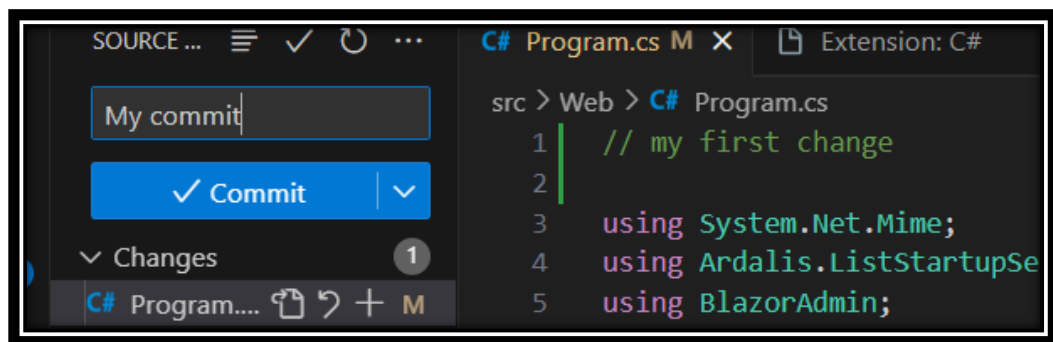 SOURCE ...
My commit
Commit
Changes 1
C# Program.... M
C# Program.cs M
Extension: C#
src > Web > C# Program.cs
1 // my first change
2
3 using System.Net.Mime;
4 using Ardalis.ListStartupSe
5 using BlazorAdmin;